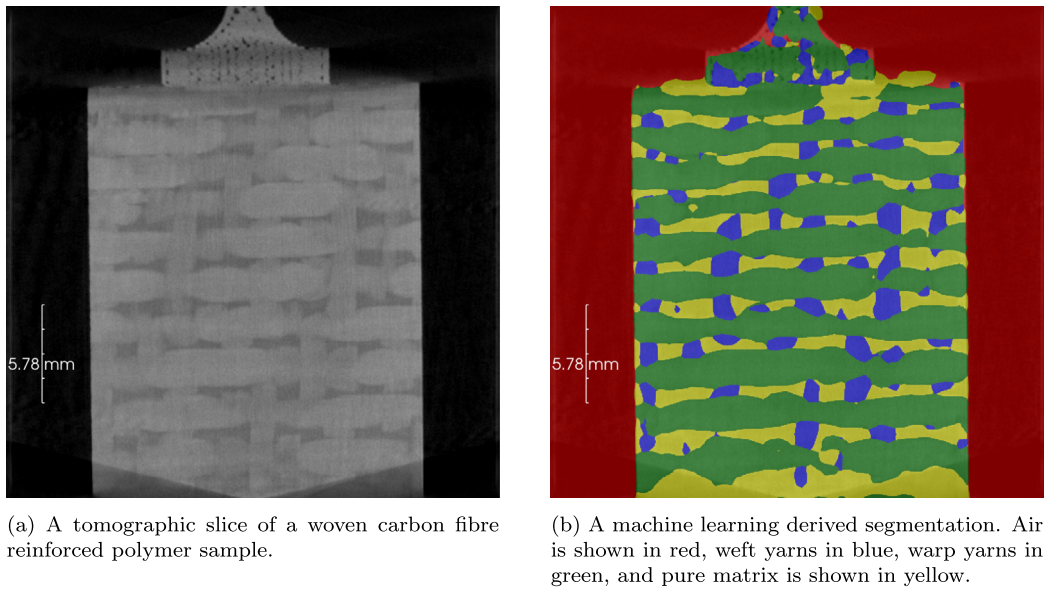 5.78 mm
5.78 mm
(a) A tomographic slice of a woven carbon fibre
reinforced polymer sample.
(b) A machine learning derived segmentation. Air
is shown in red, weft yarns in blue, warp yarns in
green, and pure matrix is shown in yellow.